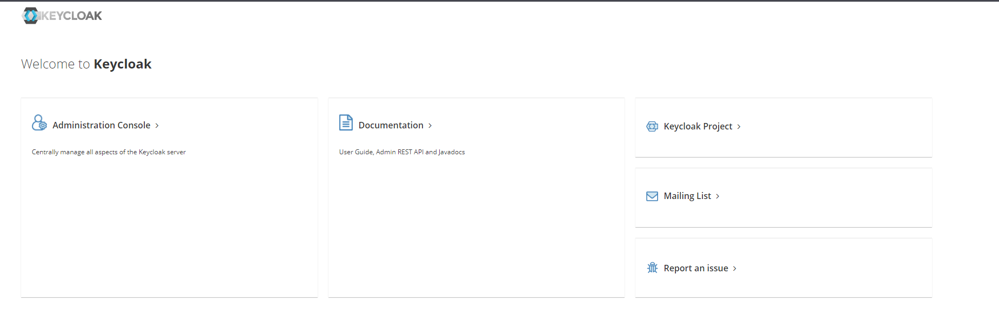 KEYCLOAK
Welcome to Keycloak
Administration Console
Centrally manage all aspects of the Keycloak server
Documentation
User Guide, Admin REST API and Javadocs
Keycloak Project
Mailing List
Report an issue